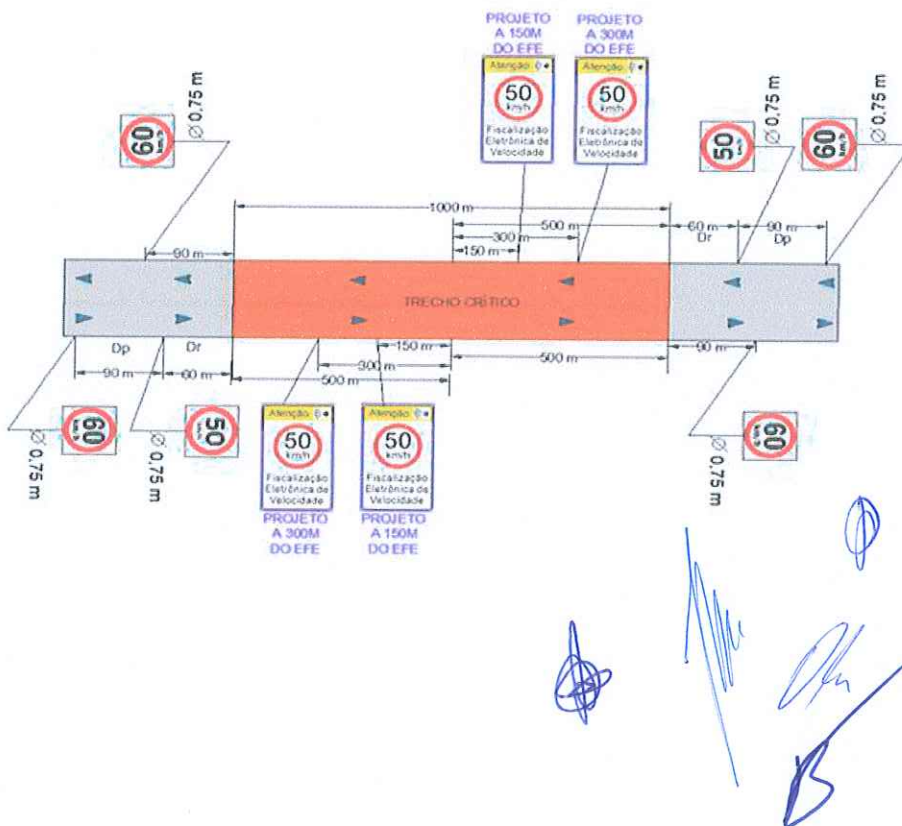 PROJETO
A 150M
DO EFE
PROJETO
A 300M
DO EFE
Atenção
50
km/h
Fiscalização
Eletrônica de
Velocidade
Atenção
50
km/h
Fiscalização
Eletrônica de
Velocidade
60
km/h
Ø 0,75 m
50
km/h
Ø 0,75 m
60
km/h
Ø 0,75 m
1000 m
500 m
60 m
90 m
300 m
Dr
Dp
150 m
90 m
TRECHO CRÍTICO
Dp
Dr
150 m
90 m
300 m
90 m
60 m
500 m
500 m
60
km/h
Ø 0,75 m
50
km/h
Ø 0,75 m
60
km/h
Ø 0,75 m
Atenção
50
km/h
Fiscalização
Eletrônica de
Velocidade
PROJETO
A 300M
DO EFE
Atenção
50
km/h
Fiscalização
Eletrônica de
Velocidade
PROJETO
A 150M
DO EFE